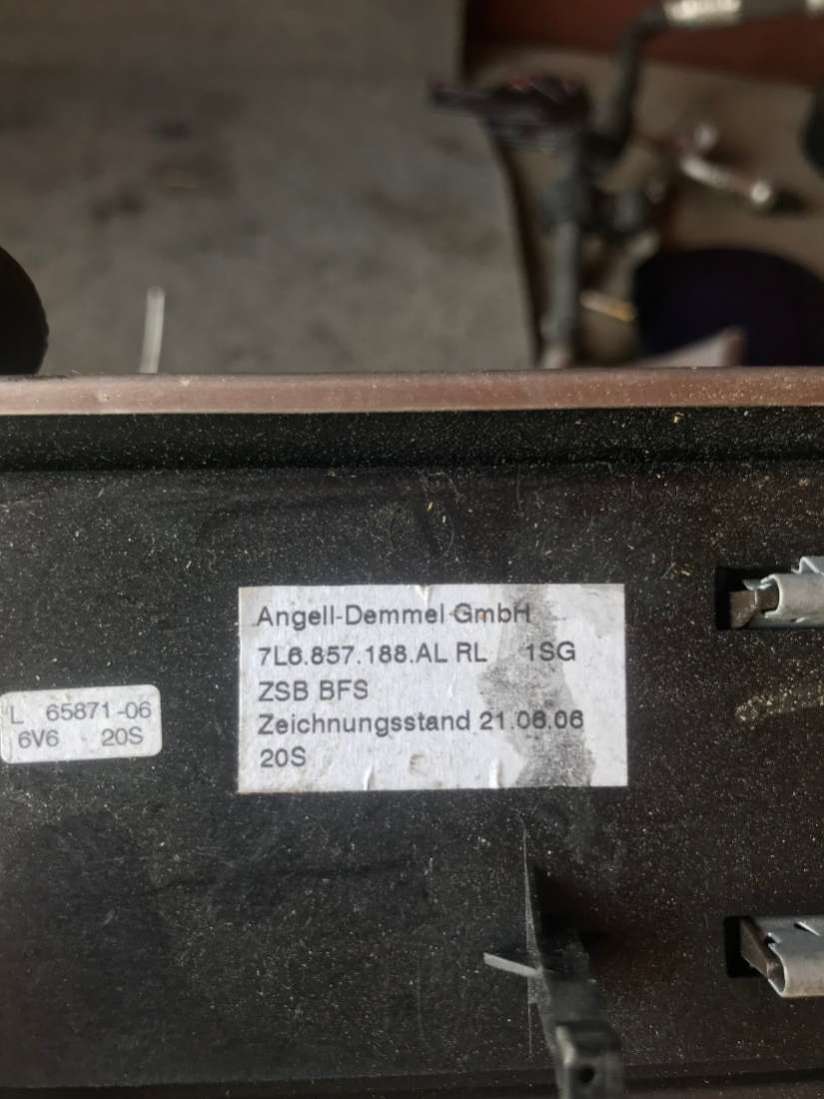 Angell-Demmel GmbH
7L6.857.188.AL RL 1SG
ZSB BFS
Zeichnungsstand 21.06.06
20S
L 65871-06
6V6 20S